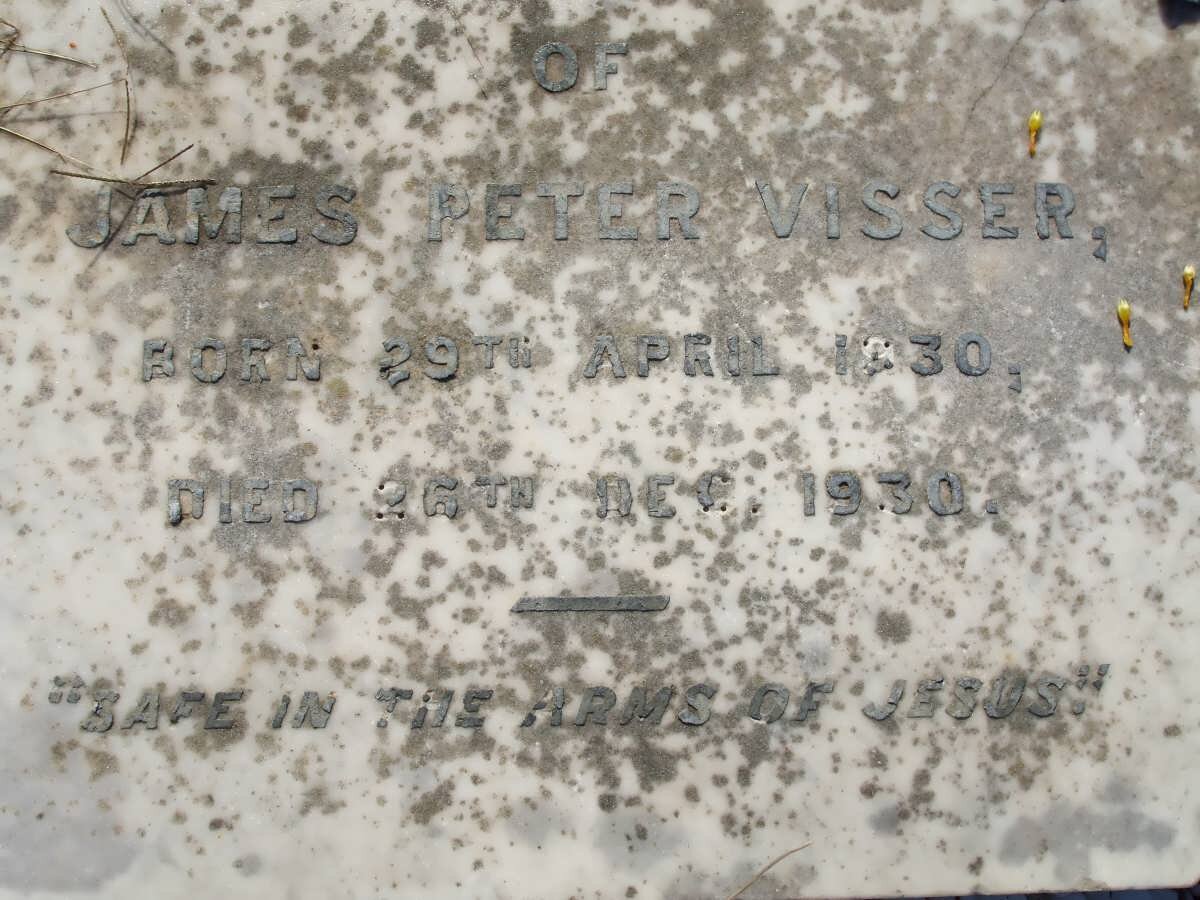 OF
JAMES PETER VISSER,
BORN 29TH APRIL 1930,
DIED 26TH DEC. 1930.
"SAFE IN THE ARMS OF JESUS"